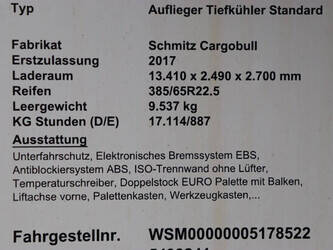 Typ Auflieger Tiefkühler Standard
Fabrikat Schmitz Cargobull
Erstzulassung 2017
Laderaum 13.410 x 2.490 x 2.700 mm
Reifen 385/65R22.5
Leergewicht 9.537 kg
KG Stunden (D/E) 17.114/887
Ausstattung
Unterfahrschutz, Elektronisches Bremssystem EBS,
Antiblockiersystem ABS, ISO-Trennwand ohne Lüfter,
Temperaturschreiber, Doppelstock EURO Palette mit Balken,
Liftachse vorne, Palettenkasten, Werkzeugkasten,
Fahrgestellnr. WSM00000005178522